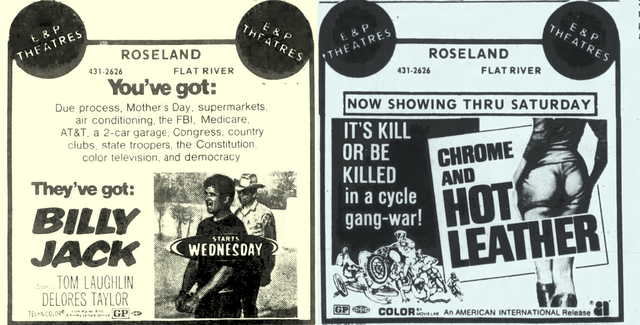 E&P
THEATRES
E&P
THEATRES
ROSELAND
431-2626 FLAT RIVER
You've got:
Due process, Mother's Day, supermarkets,
air conditioning, the FBI, Medicare,
AT&T, a 2-car garage, Congress, country
clubs, state troopers, the Constitution,
color television, and democracy
They've got:
BILLY
JACK
STARTS
WEDNESDAY
TOM LAUGHLIN
DELORES TAYLOR
TECHNICOLOR® GP
E&P
THEATRES
E&P
THEATRES
ROSELAND
431-2626 FLAT RIVER
NOW SHOWING THRU SATURDAY
IT'S KILL
OR BE
KILLED
in a cycle
gang-war!
CHROME
AND
HOT
LEATHER
GP COLOR BY MOVIELAB An AMERICAN INTERNATIONAL Release ai